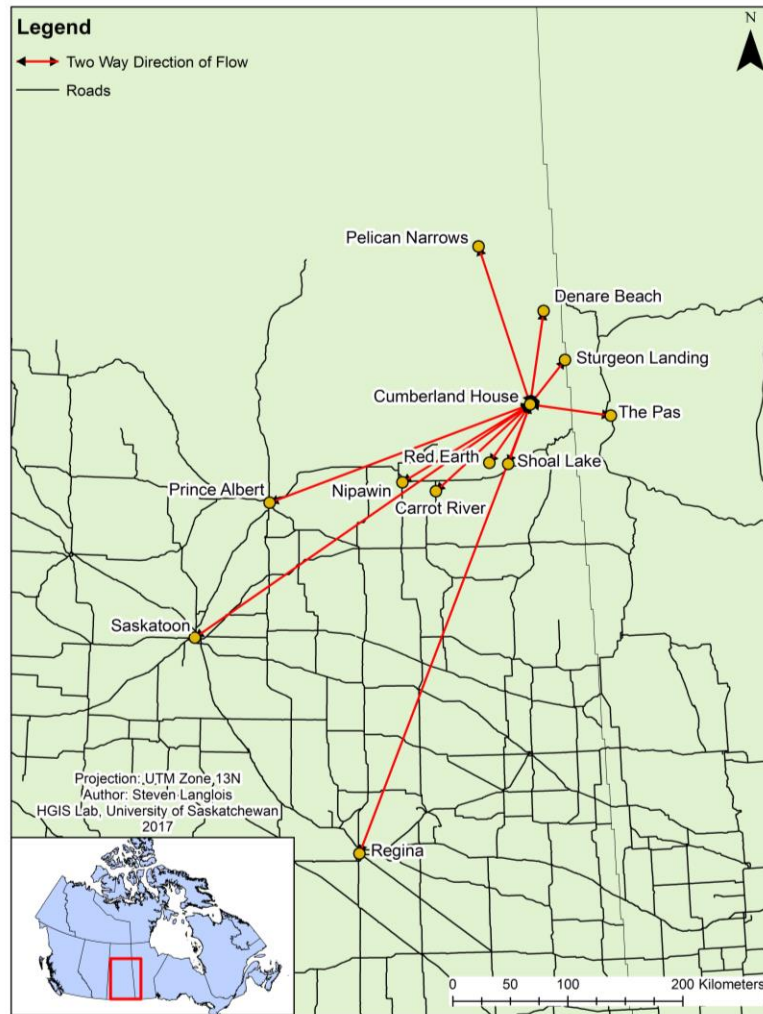 Legend
Two Way Direction of Flow
Roads
N
Pelican Narrows
Denare Beach
Sturgeon Landing
Cumberland House
The Pas
Red Earth
Shoal Lake
Prince Albert
Nipawin
Carrot River
Saskatoon
Projection: UTM Zone 13N
Author: Steven Langlois
HGIS Lab, University of Saskatchewan
2017
Regina
0 50 100 200 Kilometers